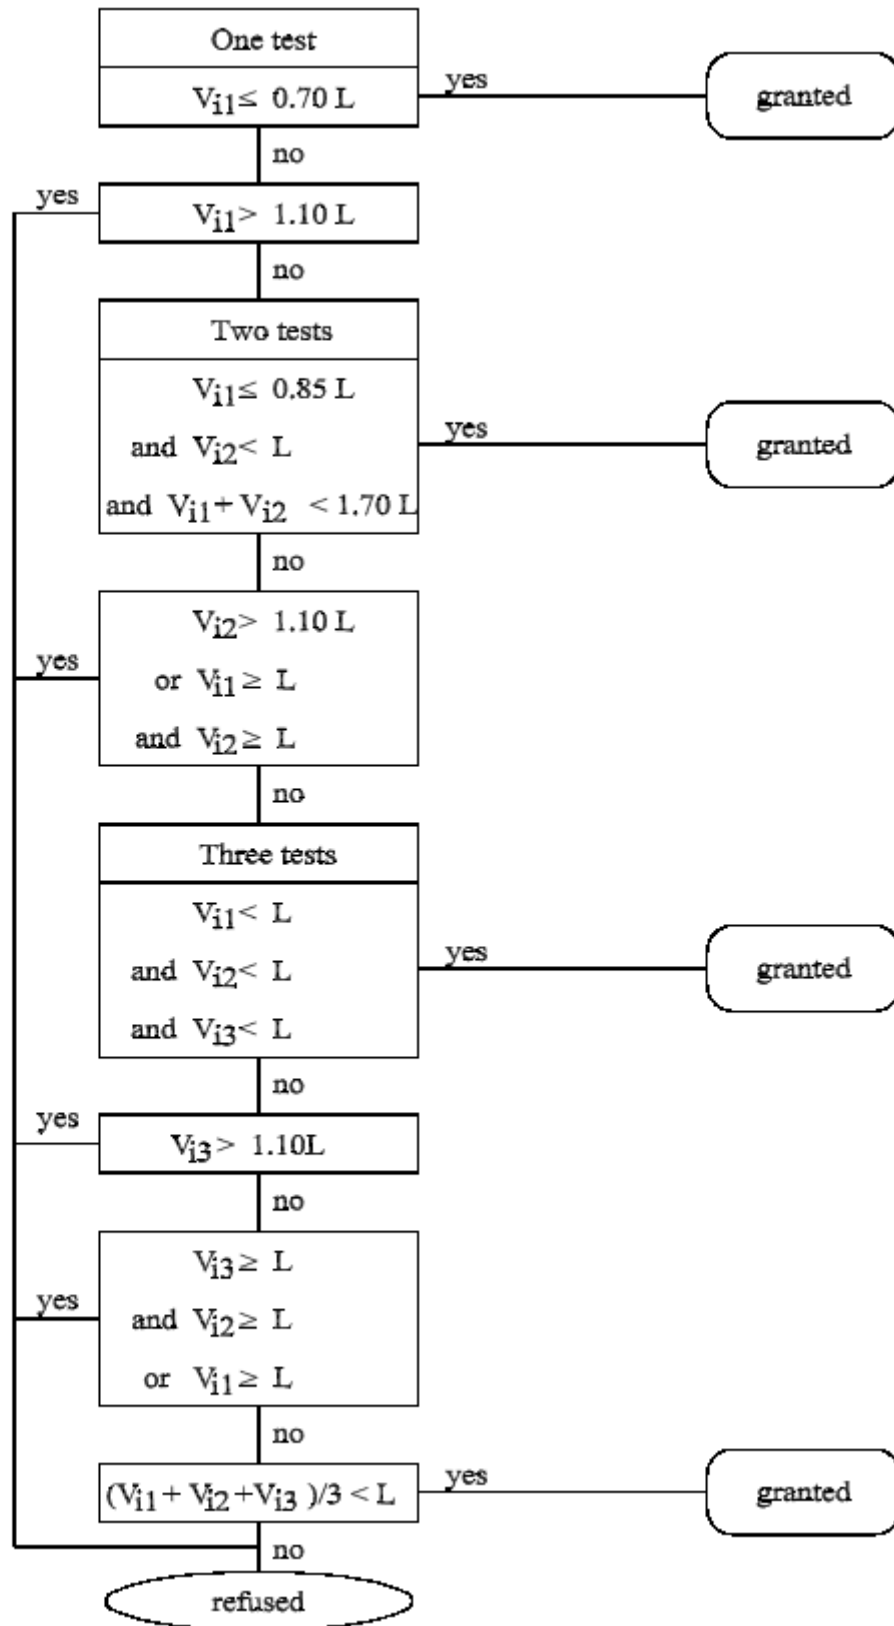 One test
Vi1≤ 0.70 L
yes
granted
no
yes
Vi1> 1.10 L
no
Two tests
Vi1≤ 0.85 L
and Vi2< L
and Vi1+Vi2 < 1.70 L
yes
granted
no
Vi2> 1.10 L
or Vi1≥ L
and Vi2≥ L
yes
no
Three tests
Vi1< L
and Vi2< L
and Vi3< L
yes
granted
no
yes
Vi3> 1.10L
no
Vi3≥ L
and Vi2≥ L
or Vi1≥ L
yes
no
(Vi1+ Vi2+Vi3 )/3 < L
yes
granted
no
refused